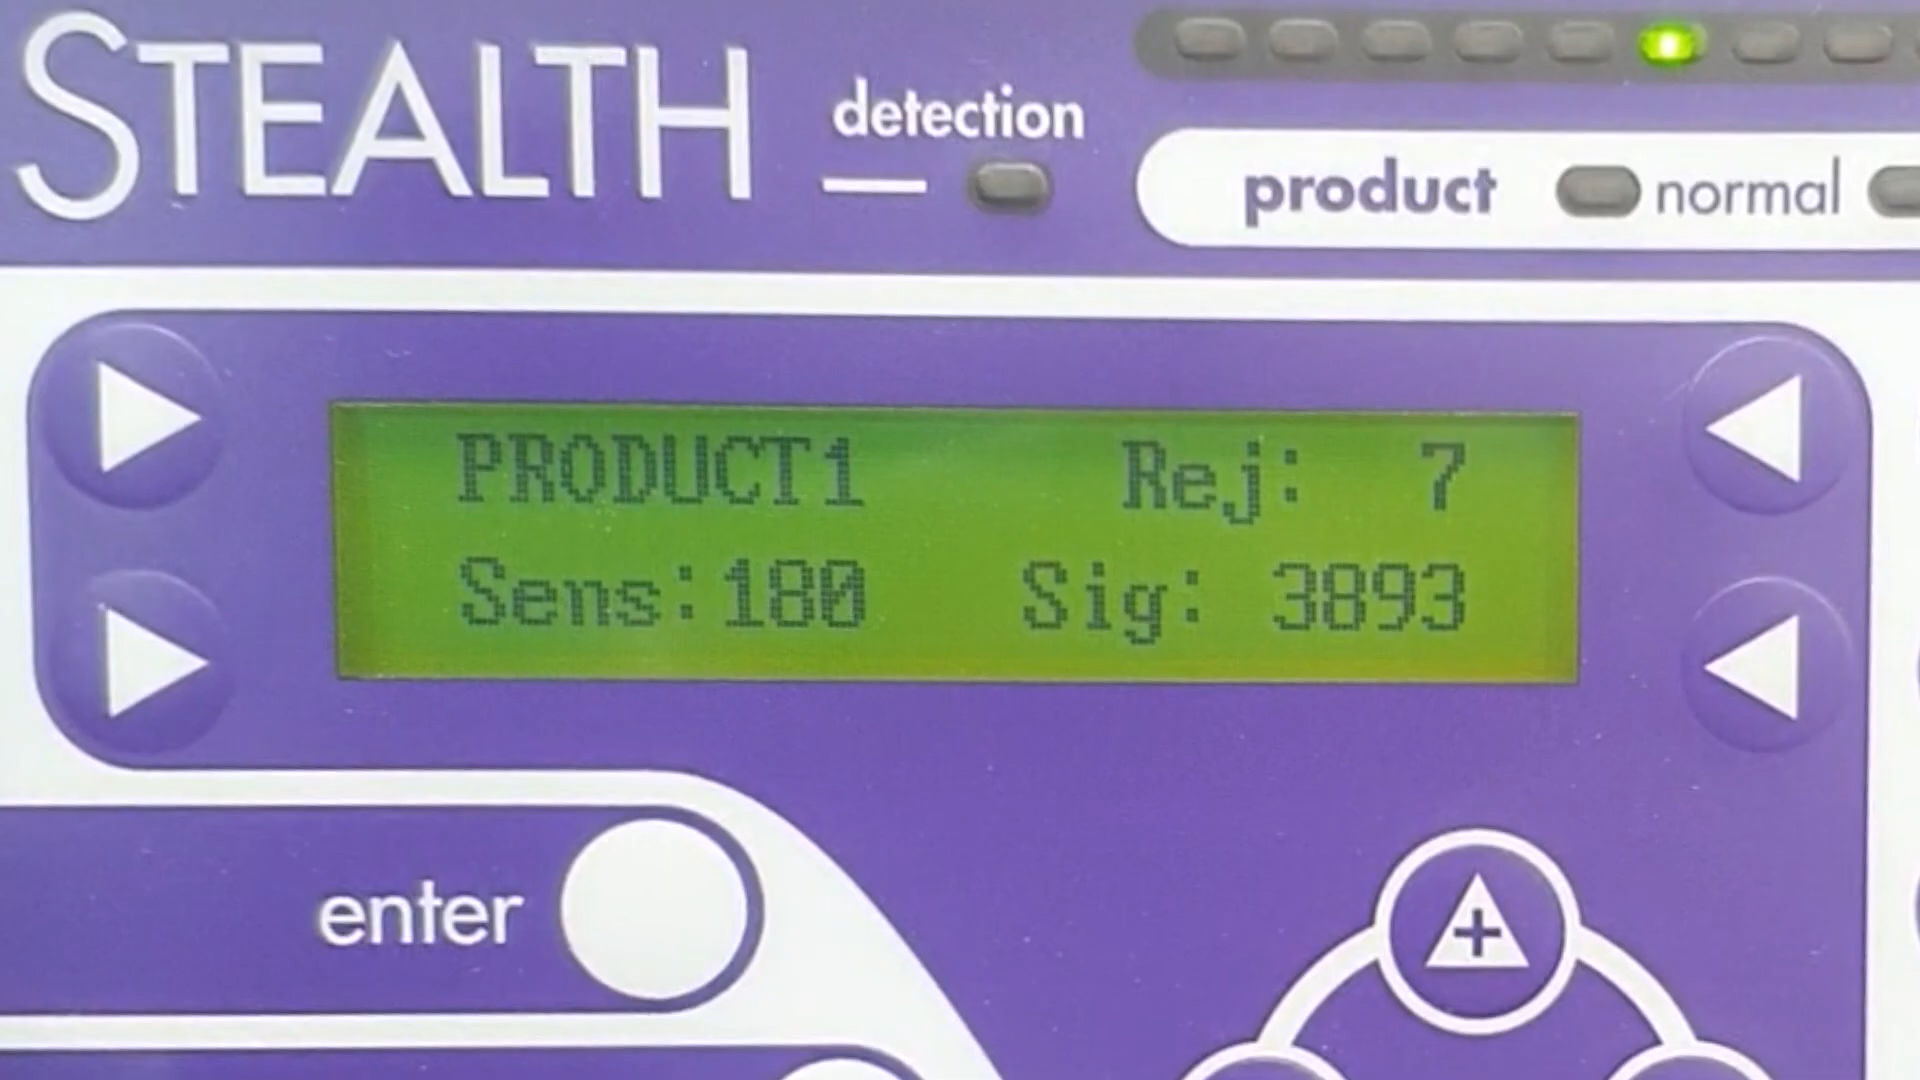 STEALTH
detection
product normal
PRODUCT1 Rej: 7
Sens:180 Sig: 3893
enter
+